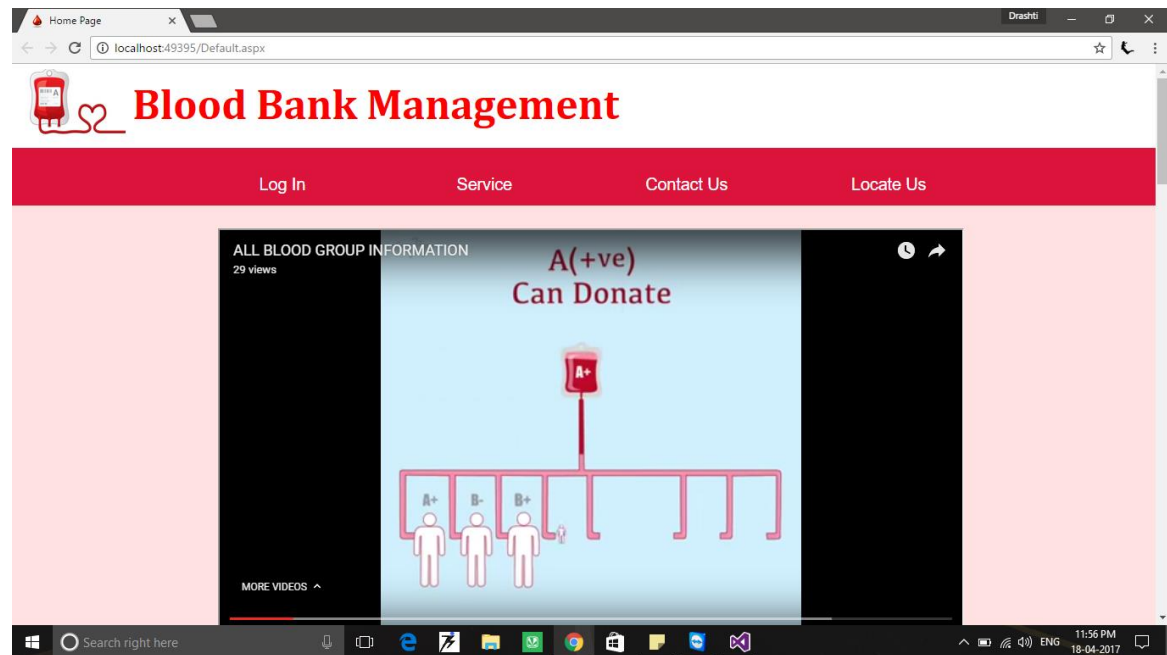 Home Page
Drashti
localhost:49395/Default.aspx
Blood Bank Management
Log In Service Contact Us Locate Us
ALL BLOOD GROUP INFORMATION
29 views
A(+ve)
Can Donate
A+
A+ B- B+
MORE VIDEOS
Search right here
ENG
11:56 PM
18-04-2017